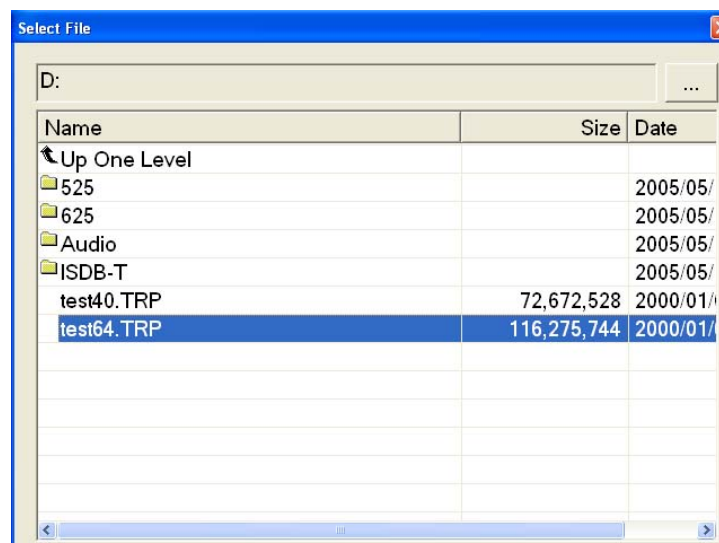 Select File
D:
...
Name Size Date
Up One Level
525 2005/05/
625 2005/05/
Audio 2005/05/
ISDB-T 2005/05/
test40.TRP 72,672,528 2000/01/
test64.TRP 116,275,744 2000/01/